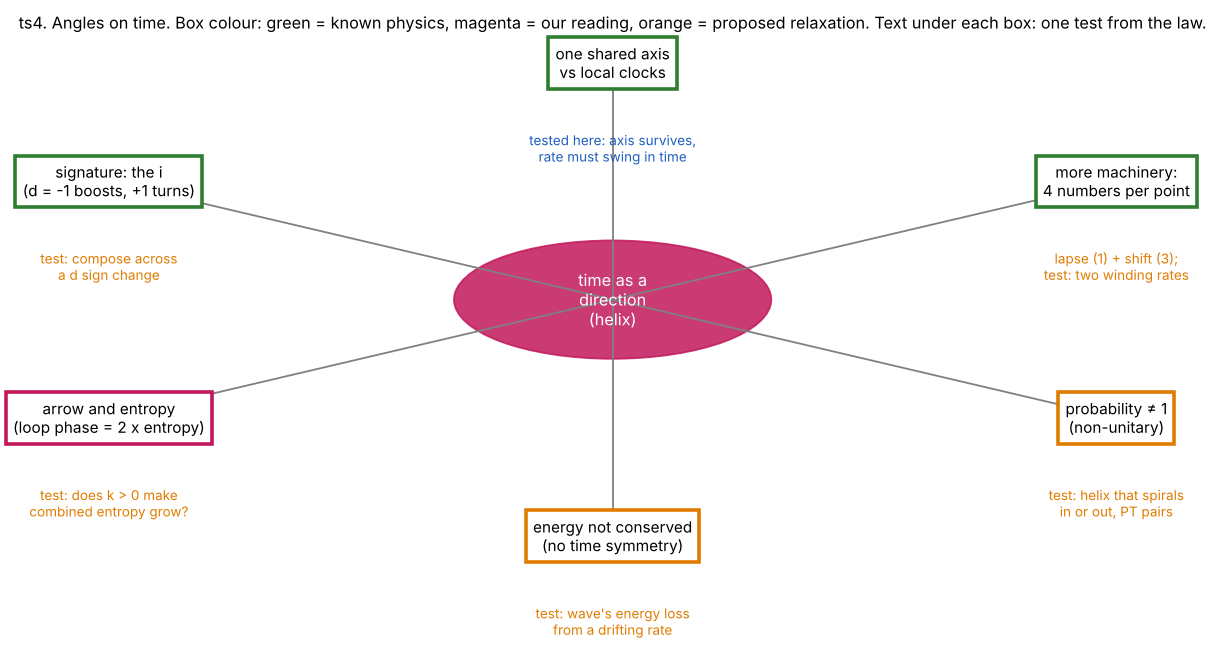 ts4. Angles on time. Box colour: green = known physics, magenta = our reading, orange = proposed relaxation. Text under each box: one test from the law.
one shared axis
vs local clocks
tested here: axis survives,
rate must swing in time
signature: the i
(d = -1 boosts, +1 turns)
test: compose across
a d sign change
more machinery:
4 numbers per point
lapse (1) + shift (3);
test: two winding rates
time as a
direction
(helix)
arrow and entropy
(loop phase = 2 x entropy)
test: does k > 0 make
combined entropy grow?
probability ≠ 1
(non-unitary)
test: helix that spirals
in or out, PT pairs
energy not conserved
(no time symmetry)
test: wave's energy loss
from a drifting rate